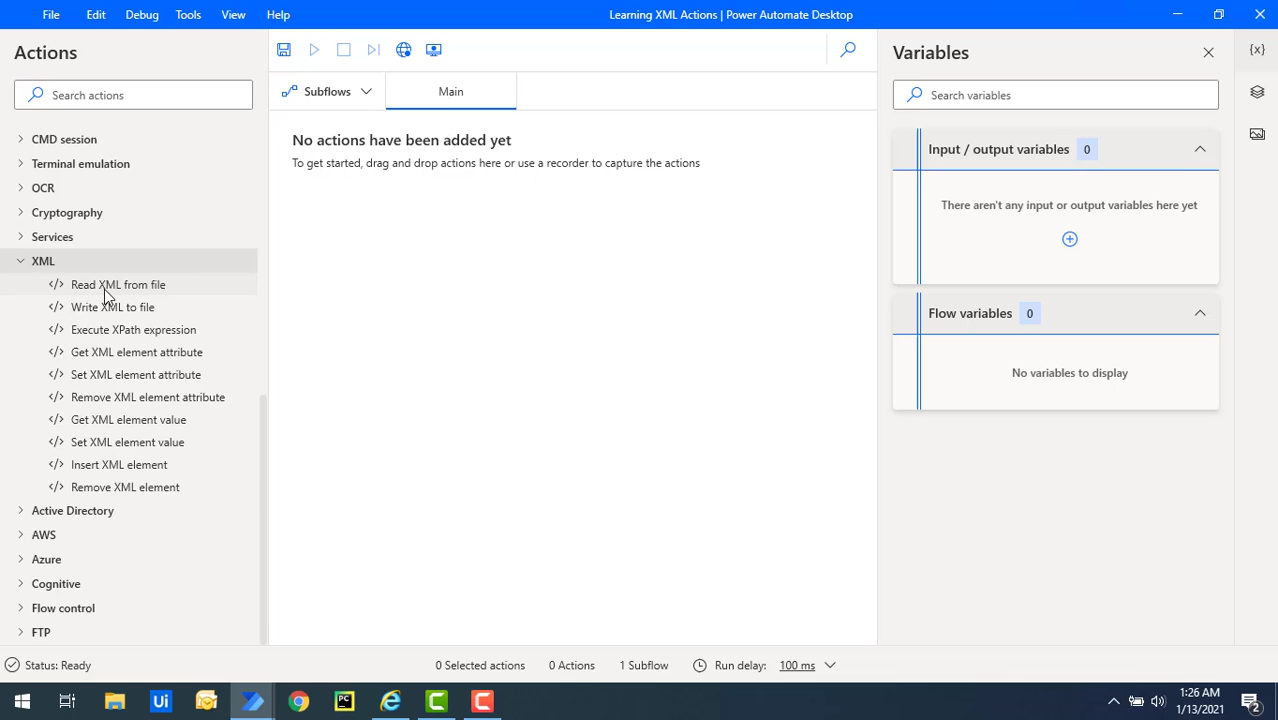 File Edit Debug Tools View Help Learning XML Actions | Power Automate Desktop
Actions
Search actions
CMD session
Terminal emulation
OCR
Cryptography
Services
XML
Read XML from file
Write XML to file
Execute XPath expression
Get XML element attribute
Set XML element attribute
Remove XML element attribute
Get XML element value
Set XML element value
Insert XML element
Remove XML element
Active Directory
AWS
Azure
Cognitive
Flow control
FTP
Subflows Main
No actions have been added yet
To get started, drag and drop actions here or use a recorder to capture the actions
Variables {x}
Search variables
Input / output variables 0
There aren't any input or output variables here yet
Flow variables 0
No variables to display
Status: Ready 0 Selected actions 0 Actions 1 Subflow Run delay: 100 ms
Ui PC 1:26 AM
1/13/2021 2